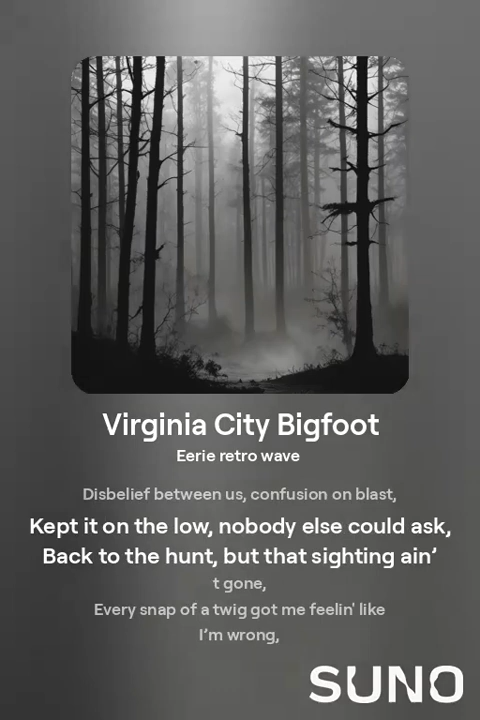 Virginia City Bigfoot
Eerie retro wave
Disbelief between us, confusion on blast,
Kept it on the low, nobody else could ask,
Back to the hunt, but that sighting ain’
t gone,
Every snap of a twig got me feelin' like
I’m wrong,
SUNO